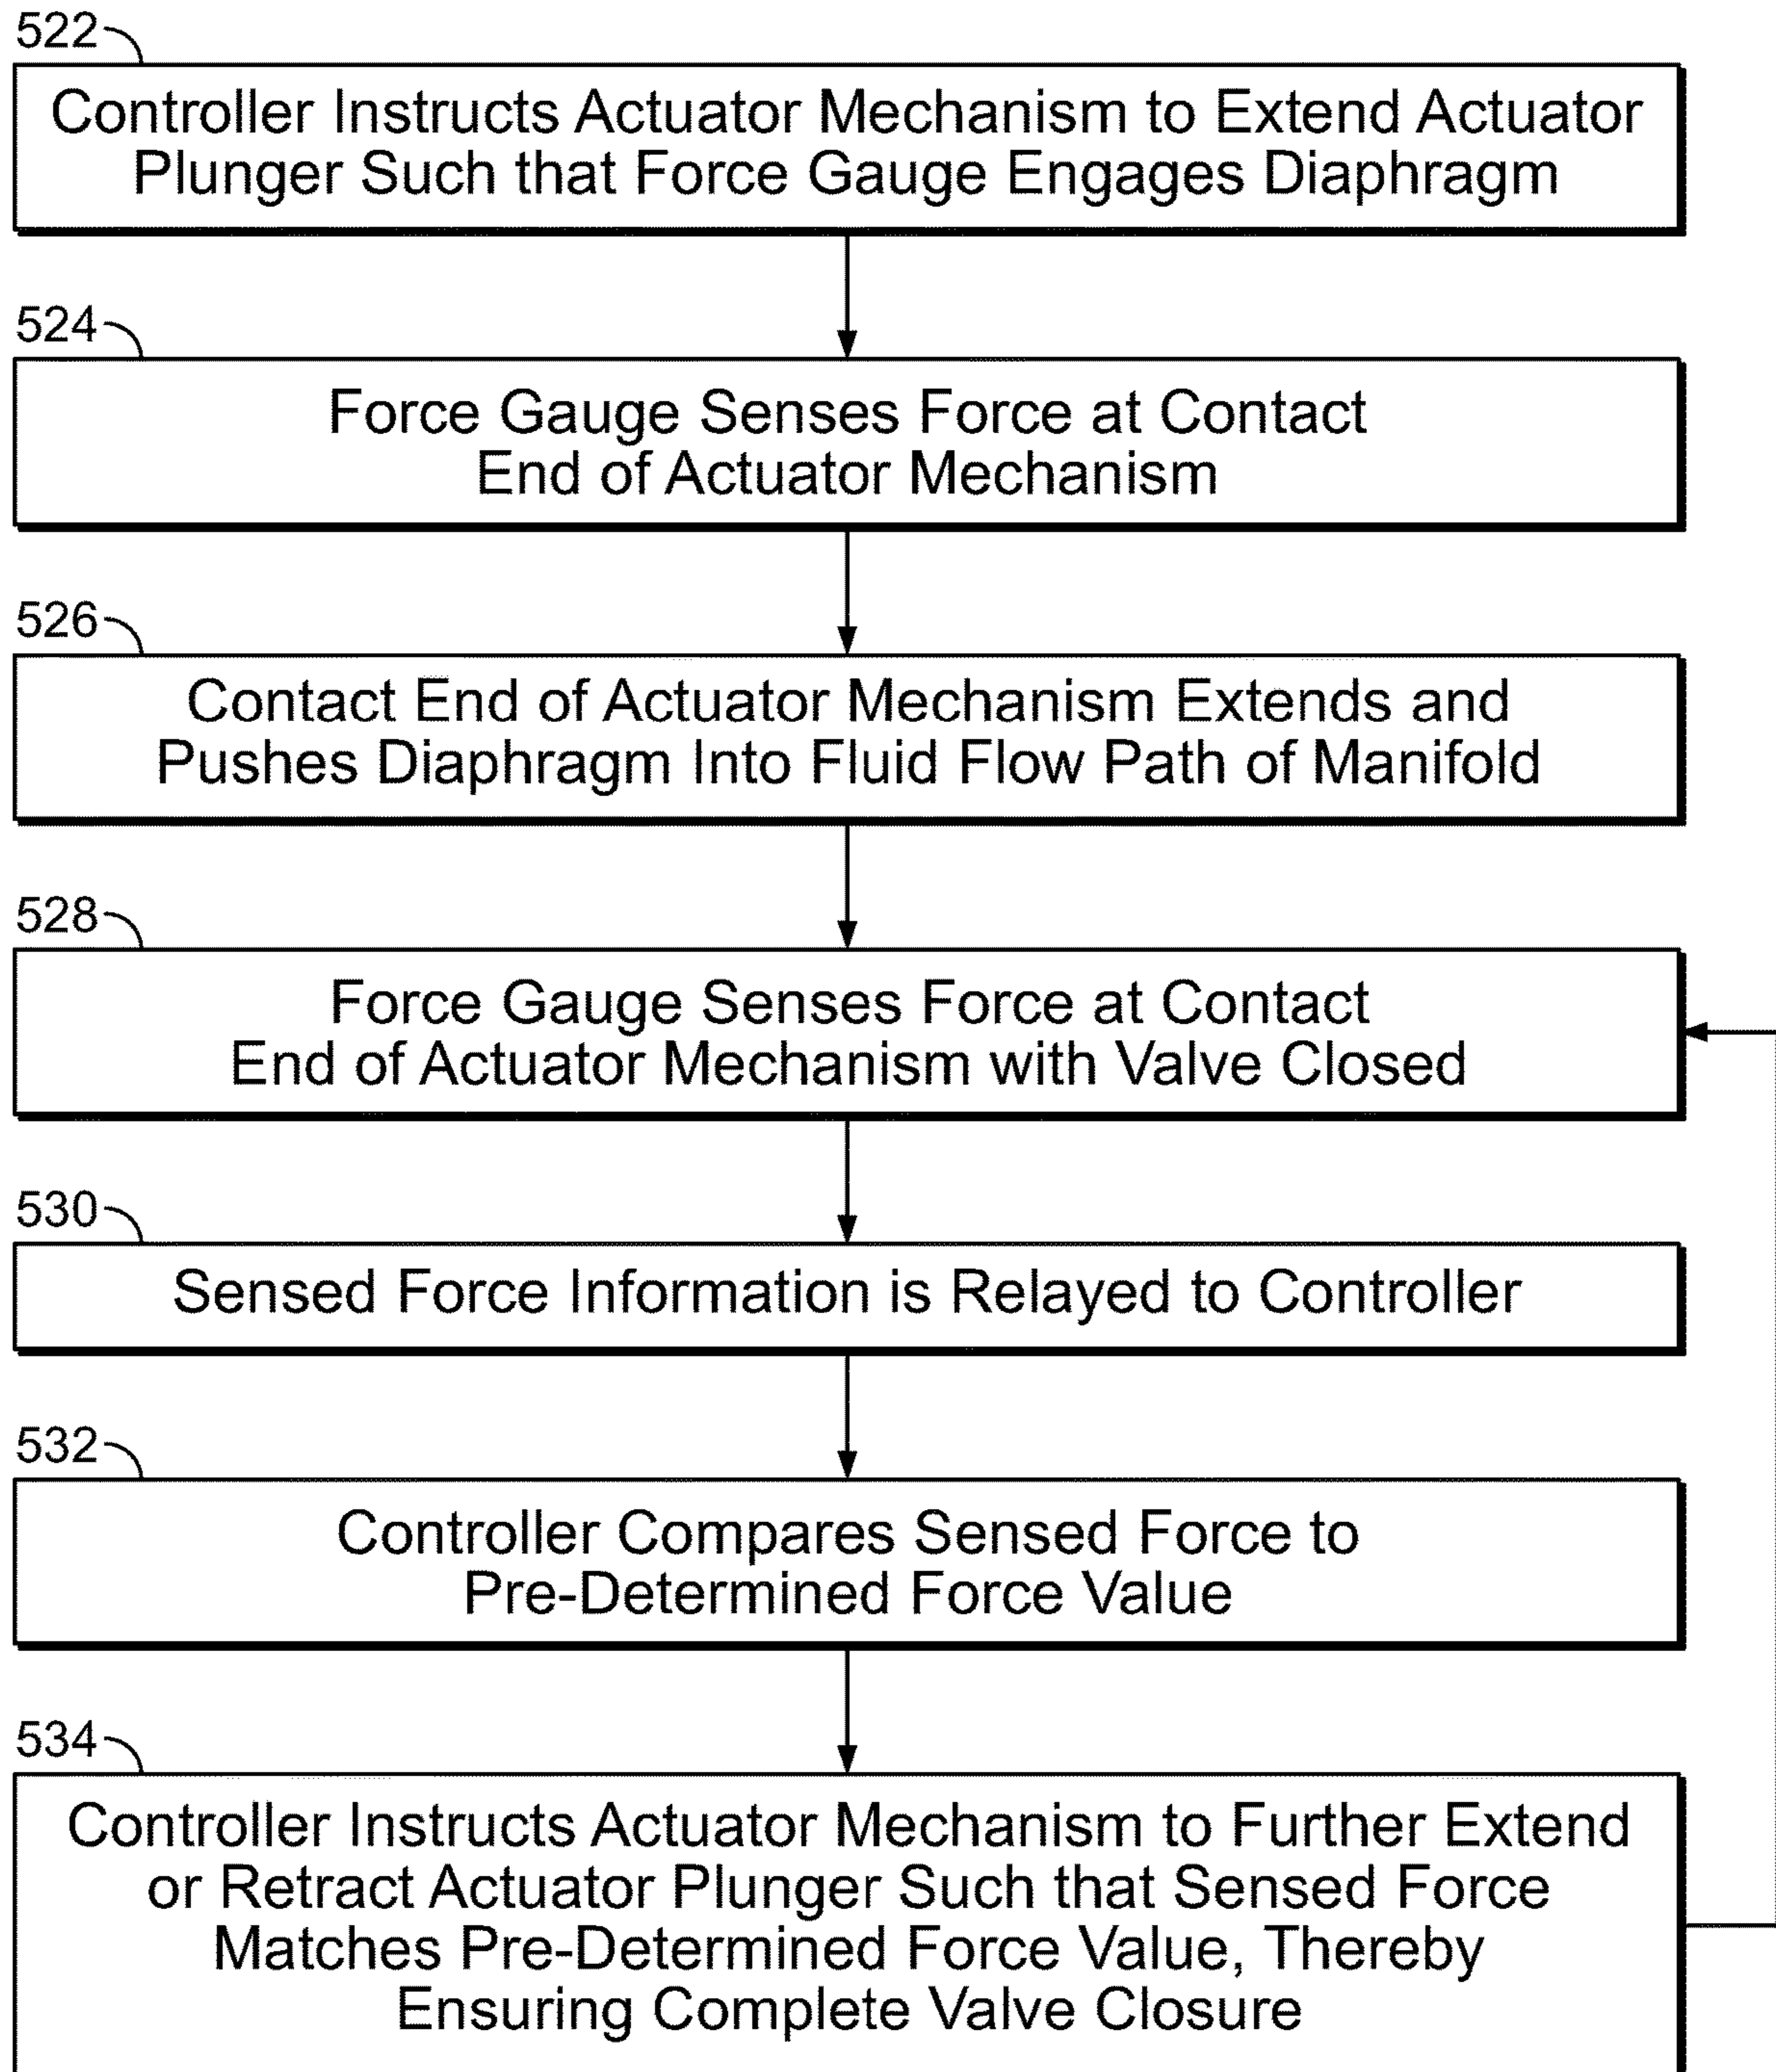 522
Controller Instructs Actuator Mechanism to Extend Actuator
Plunger Such that Force Gauge Engages Diaphragm
524
Force Gauge Senses Force at Contact
End of Actuator Mechanism
526
Contact End of Actuator Mechanism Extends and
Pushes Diaphragm Into Fluid Flow Path of Manifold
528
Force Gauge Senses Force at Contact
End of Actuator Mechanism with Valve Closed
530
Sensed Force Information is Relayed to Controller
532
Controller Compares Sensed Force to
Pre-Determined Force Value
534
Controller Instructs Actuator Mechanism to Further Extend
or Retract Actuator Plunger Such that Sensed Force
Matches Pre-Determined Force Value, Thereby
Ensuring Complete Valve Closure